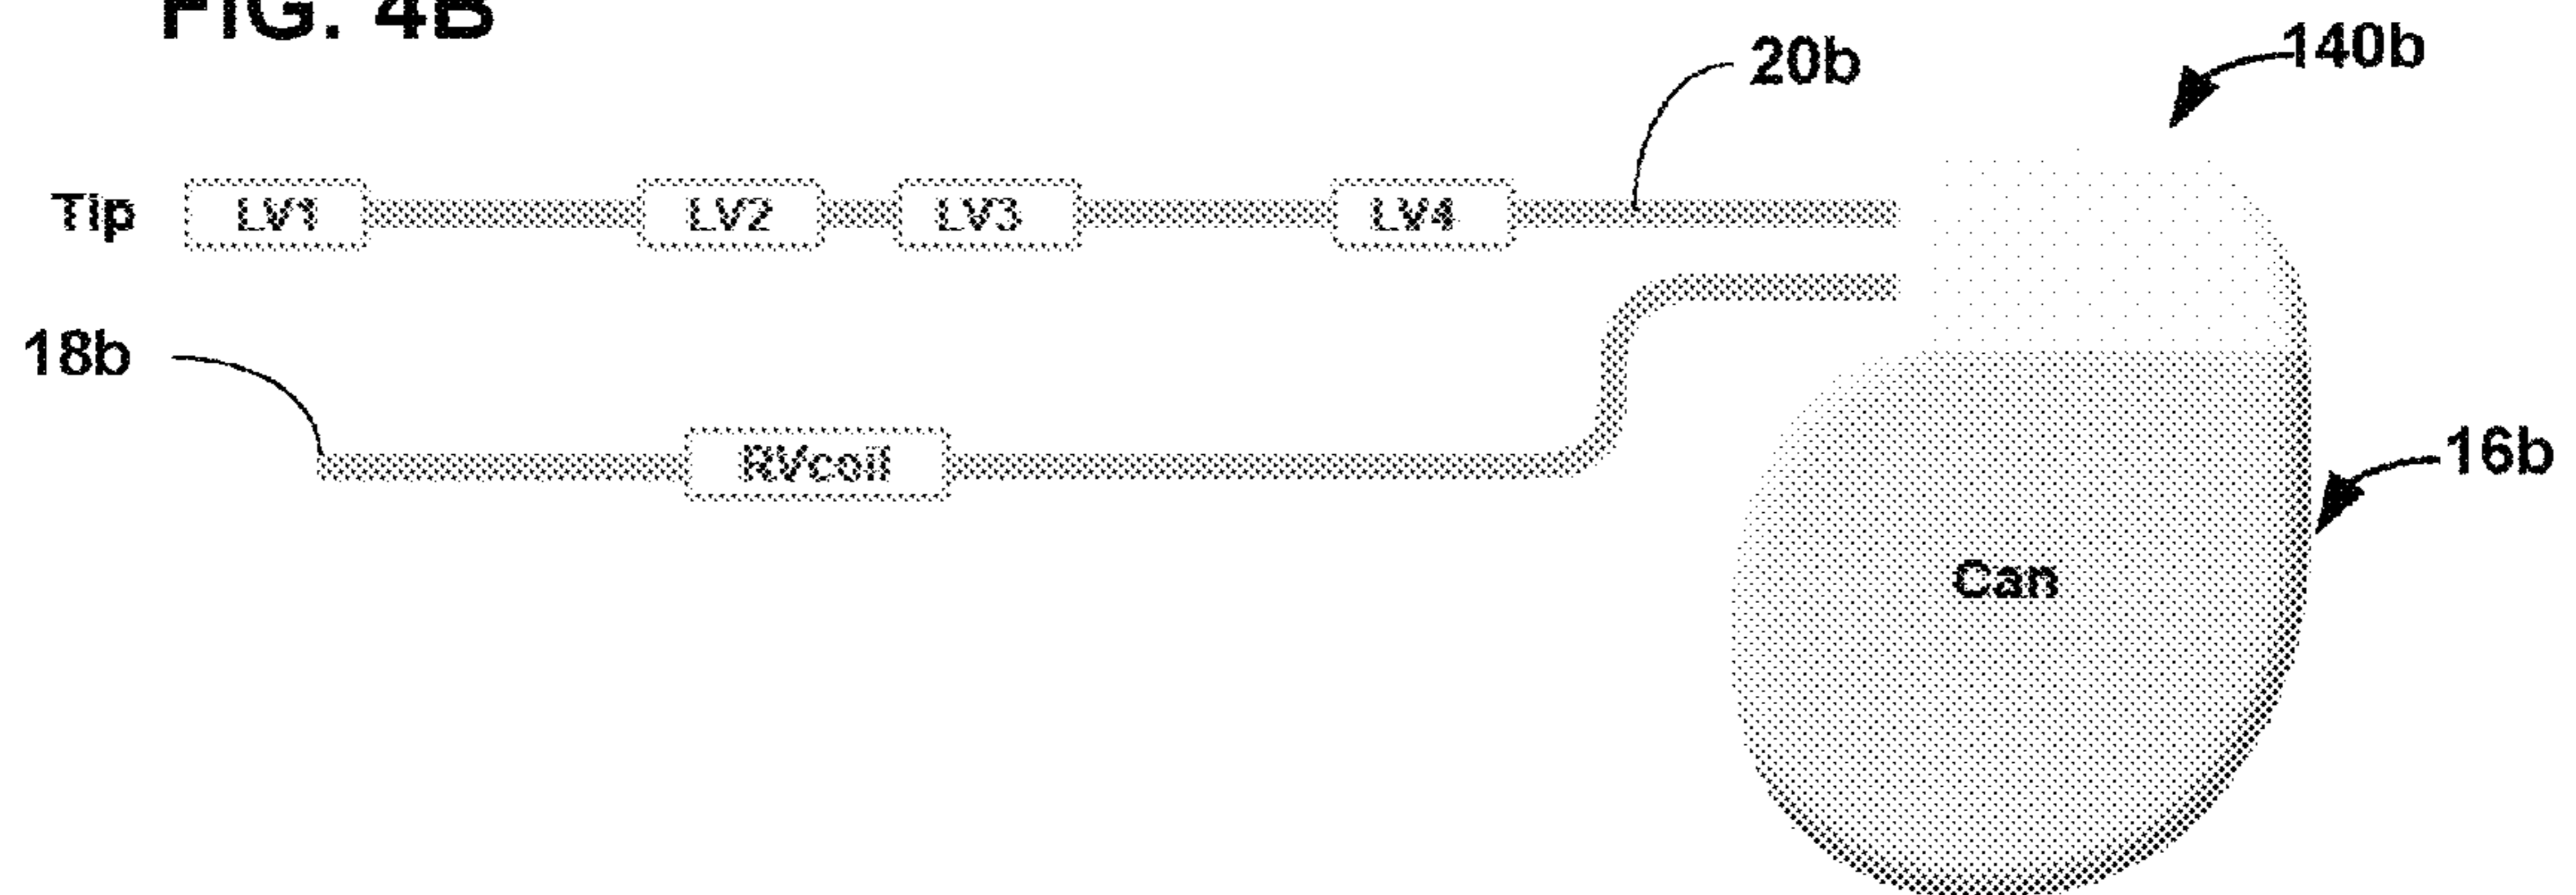 FIG. 4B
140b
20b
Tip LV1 LV2 LV3 LV4
18b
RVcoil
16b
Can